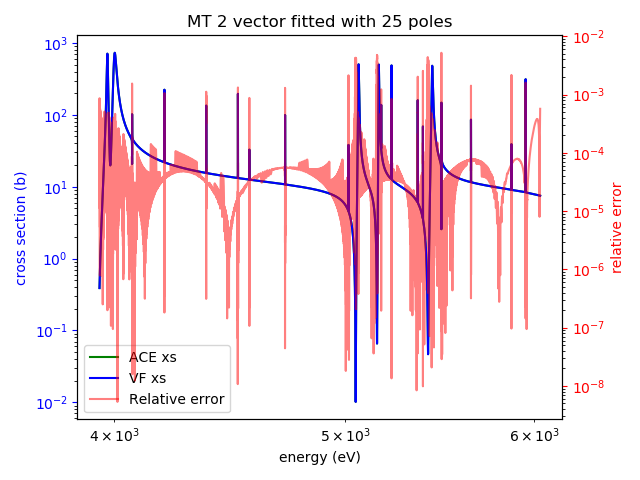 MT 2 vector fitted with 25 poles
10³
10²
10¹
10⁰
10⁻¹
10⁻²
cross section (b)
10⁻²
10⁻³
10⁻⁴
10⁻⁵
10⁻⁶
10⁻⁷
10⁻⁸
relative error
ACE xs
VF xs
Relative error
4 × 10³
5 × 10³
6 × 10³
energy (eV)